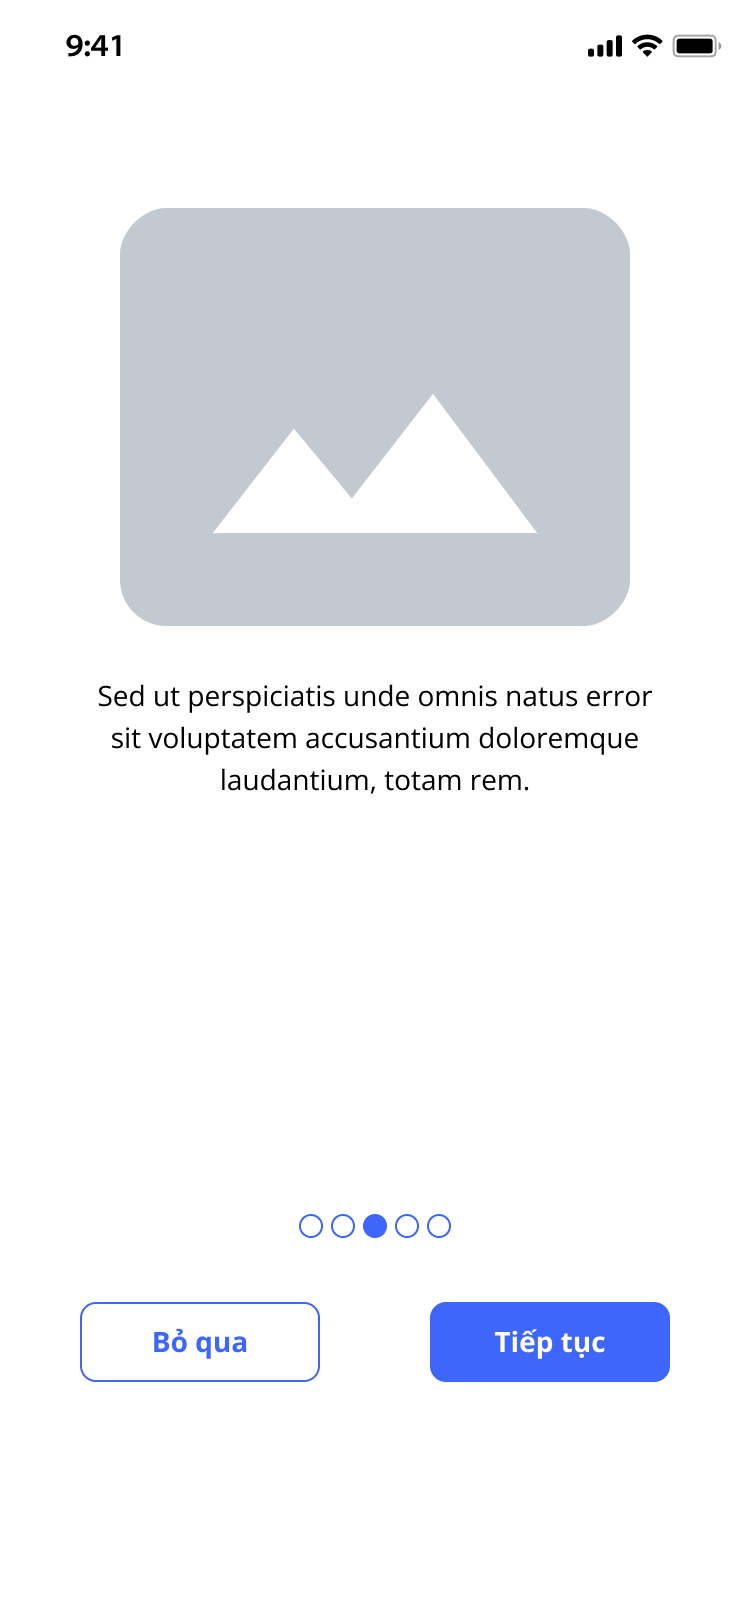 9:41
Sed ut perspiciatis unde omnis natus error
sit voluptatem accusantium doloremque
laudantium, totam rem.
Bỏ qua
Tiếp tục